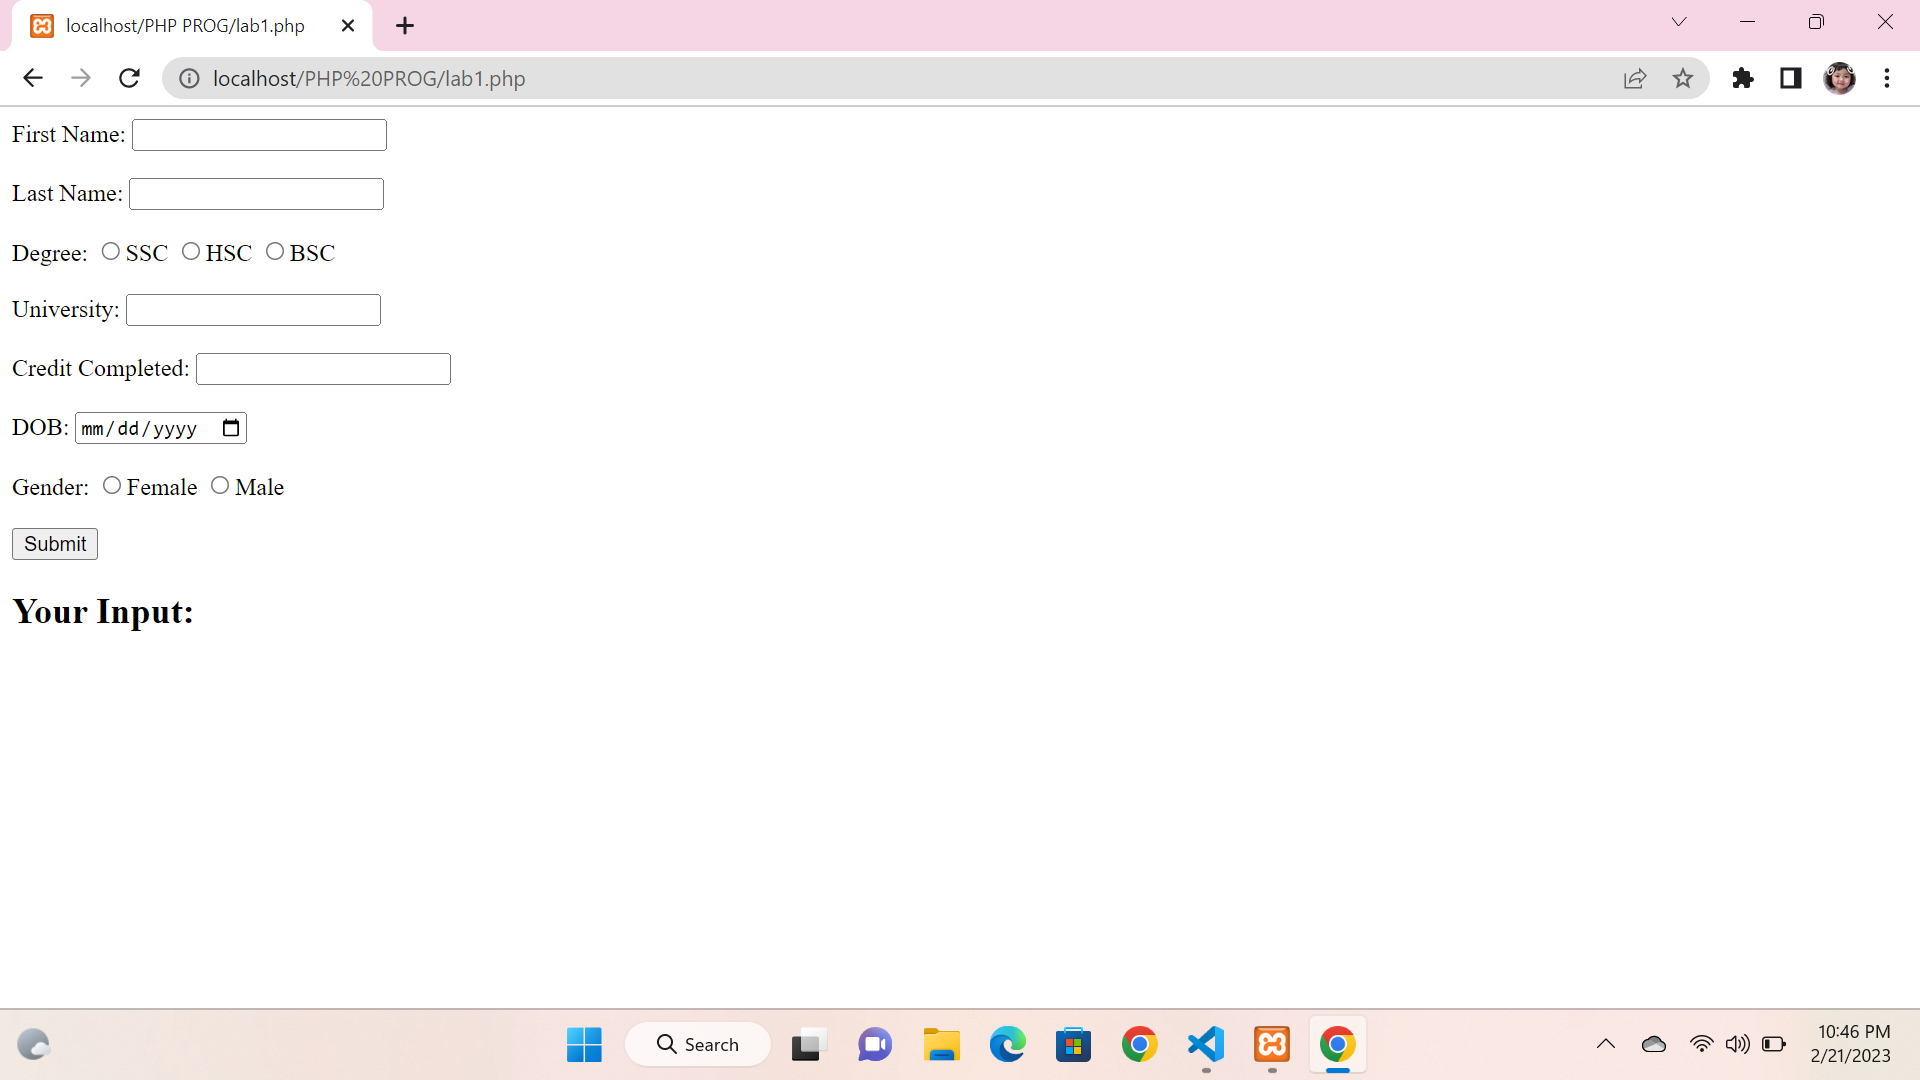 localhost/PHP PROG/lab1.php
localhost/PHP%20PROG/lab1.php
First Name:
Last Name:
Degree: SSC HSC BSC
University:
Credit Completed:
DOB: mm/dd/yyyy
Gender: Female Male
Submit
Your Input:
Search
10:46 PM
2/21/2023